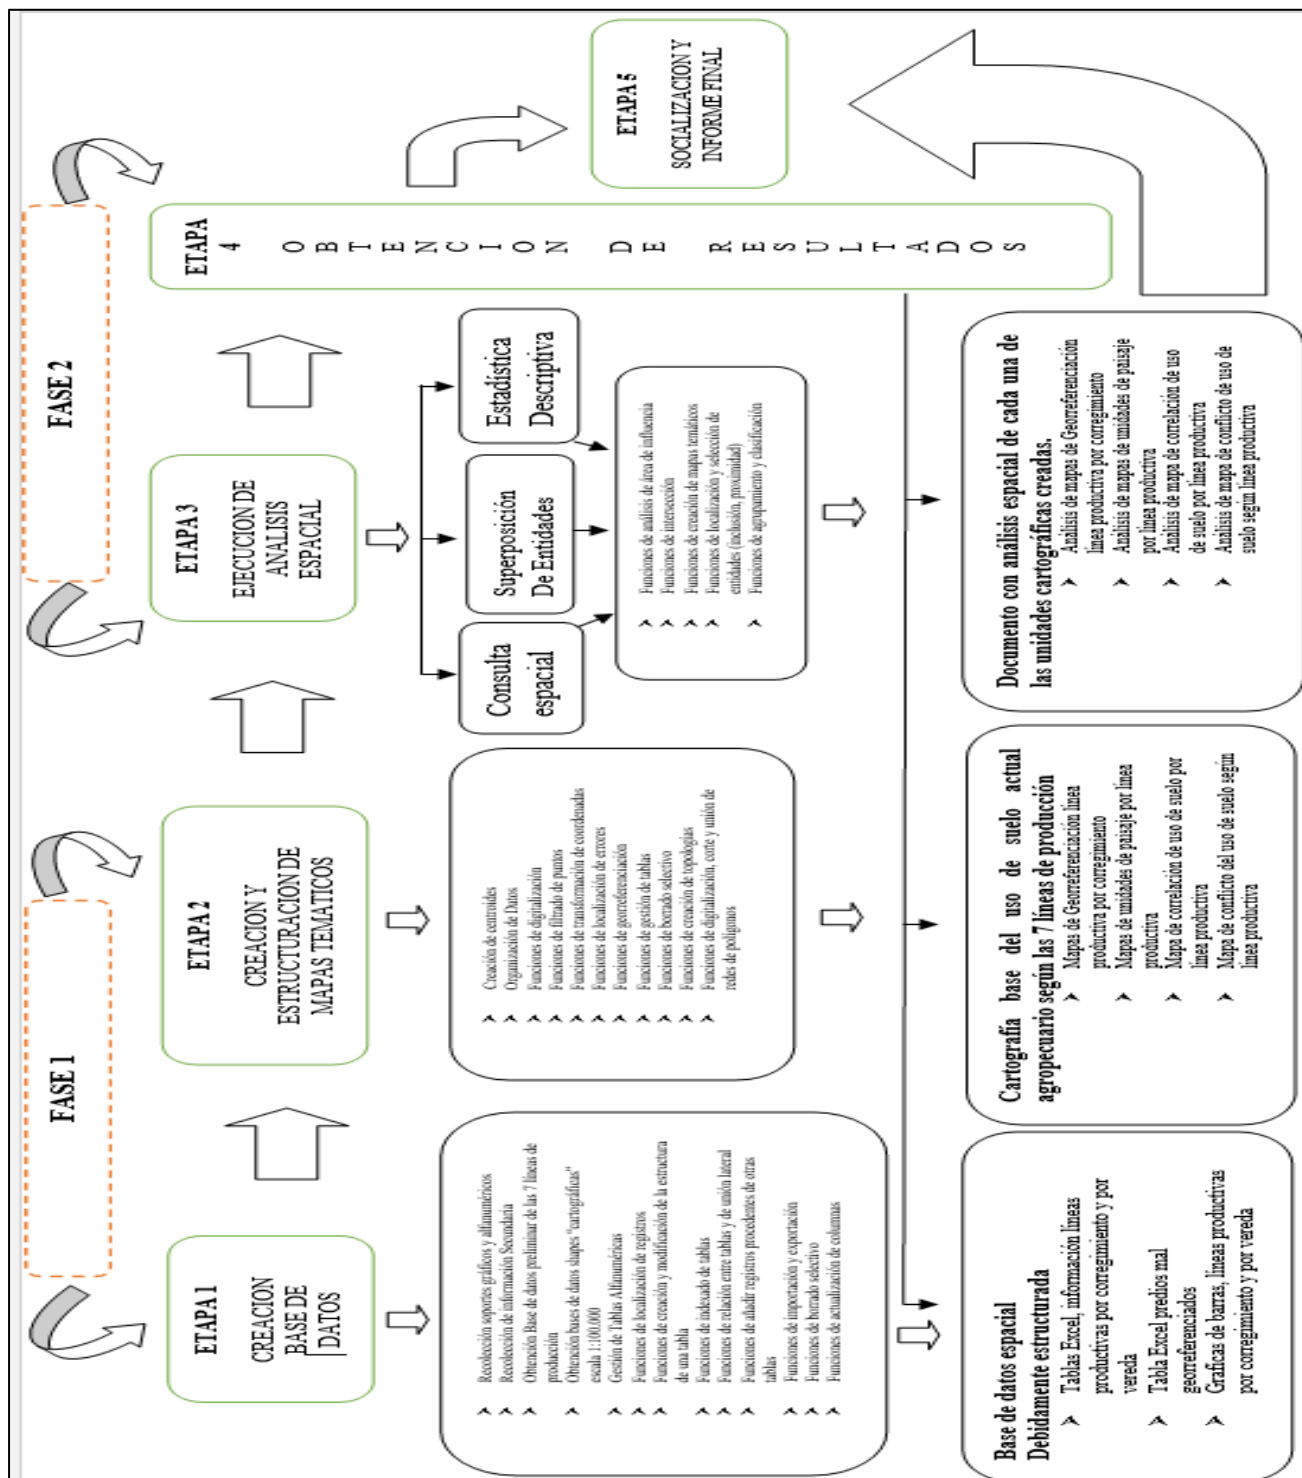 FASE 1
FASE 2
ETAPA 1
CREACION
BASE DE
DATOS
ETAPA 2
CREACION Y
ESTRUCTURACION DE
MAPAS TEMATICOS
ETAPA 3
EJECUCION DE
ANALISIS
ESPACIAL
ETAPA
4
O
B
T
E
N
C
I
O
N
D
E
R
E
S
U
L
T
A
D
O
S
ETAPA 5
SOCIALIZACION Y
INFORME FINAL
➤ Recolección soportes gráficos y alfanuméricos
➤ Recolección de información Secundaria
➤ Obtención Base de datos preliminar de las 7 líneas de
producción
➤ Obtención bases de datos shapes "cartográficas"
escala 1:100.000
➤ Gestión de Tablas Alfanuméricas
➤ Funciones de localización de registros
➤ Funciones de creación y modificación de la estructura
de una tabla
➤ Funciones de indexado de tablas
➤ Funciones de relación entre tablas y de unión lateral
➤ Funciones de añadir registros procedentes de otras
tablas
➤ Funciones de importación y exportación
➤ Funciones de borrado selectivo
➤ Funciones de actualización de columnas
➤ Creación de centroides
➤ Organización de Datos
➤ Funciones de digitalización
➤ Funciones de filtrado de puntos
➤ Funciones de transformación de coordenadas
➤ Funciones de localización de errores
➤ Funciones de georreferenciación
➤ Funciones de gestión de tablas
➤ Funciones de borrado selectivo
➤ Funciones de creación de topologías
➤ Funciones de digitalización, corte y unión de
redes de polígonos
Consulta
espacial
Superposición
De Entidades
Estadística
Descriptiva
➤ Funciones de análisis de área de influencia
➤ Funciones de intersección
➤ Funciones de creación de mapas temáticos
➤ Funciones de localización y selección de
entidades (inclusión, proximidad)
➤ Funciones de agrupamiento y clasificación
Base de datos espacial
Debidamente estructurada
➤ Tablas Excel, información líneas
productivas por corregimiento y por
vereda
➤ Tabla Excel predios mal
georeferenciados
➤ Graficas de barras, líneas productivas
por corregimiento y por vereda
Cartografía base del uso de suelo actual
agropecuario según las 7 líneas de producción
➤ Mapas de Georreferenciación línea
productiva por corregimiento
➤ Mapas de unidades de paisaje por línea
productiva
➤ Mapa de correlación de uso de suelo por
línea productiva
➤ Mapa de conflicto del uso de suelo según
línea productiva
Documento con análisis espacial de cada una de
las unidades cartográficas creadas.
➤ Análisis de mapas de Georreferenciación
línea productiva por corregimiento
➤ Análisis de mapas de unidades de paisaje
por línea productiva
➤ Análisis de mapa de correlación de uso
de suelo por línea productiva
➤ Análisis de mapa de conflicto de uso de
suelo según línea productiva